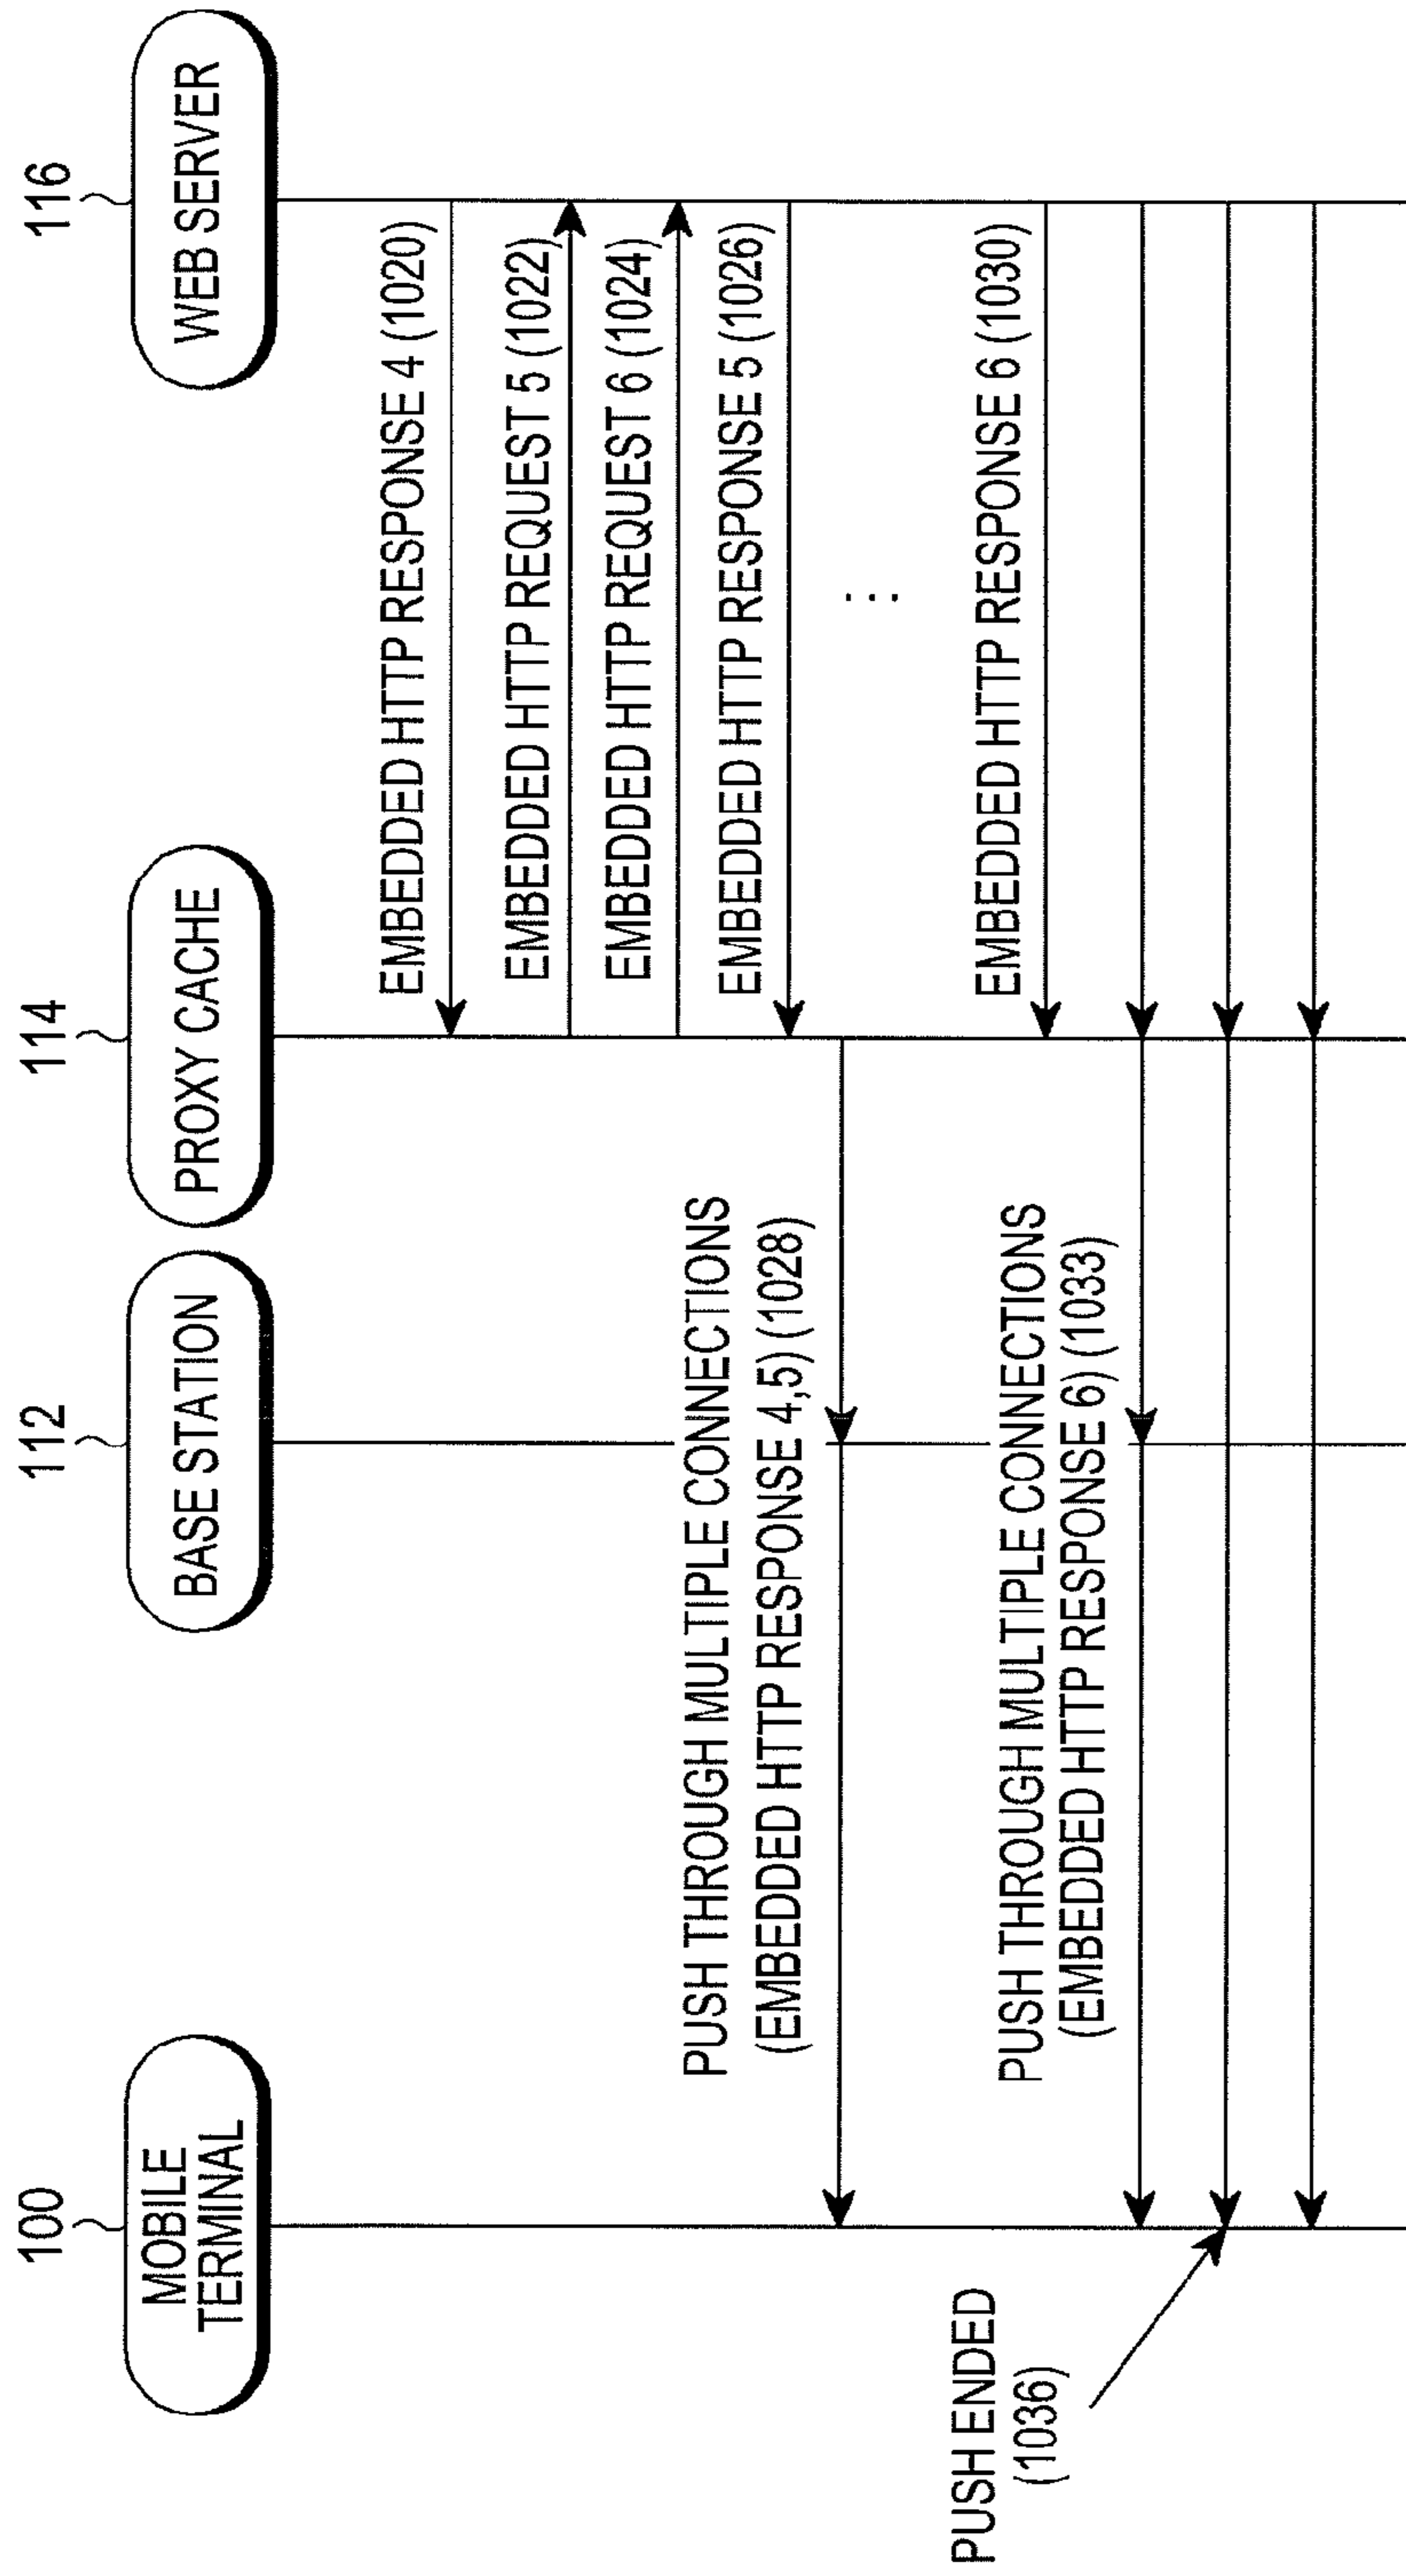 100
MOBILE
TERMINAL
112
BASE STATION
114
PROXY CACHE
116
WEB SERVER
EMBEDDED HTTP RESPONSE 4 (1020)
EMBEDDED HTTP REQUEST 5 (1022)
EMBEDDED HTTP REQUEST 6 (1024)
EMBEDDED HTTP RESPONSE 5 (1026)
PUSH THROUGH MULTIPLE CONNECTIONS
(EMBEDDED HTTP RESPONSE 4,5) (1028)
...
EMBEDDED HTTP RESPONSE 6 (1030)
PUSH THROUGH MULTIPLE CONNECTIONS
(EMBEDDED HTTP RESPONSE 6) (1033)
PUSH ENDED
(1036)